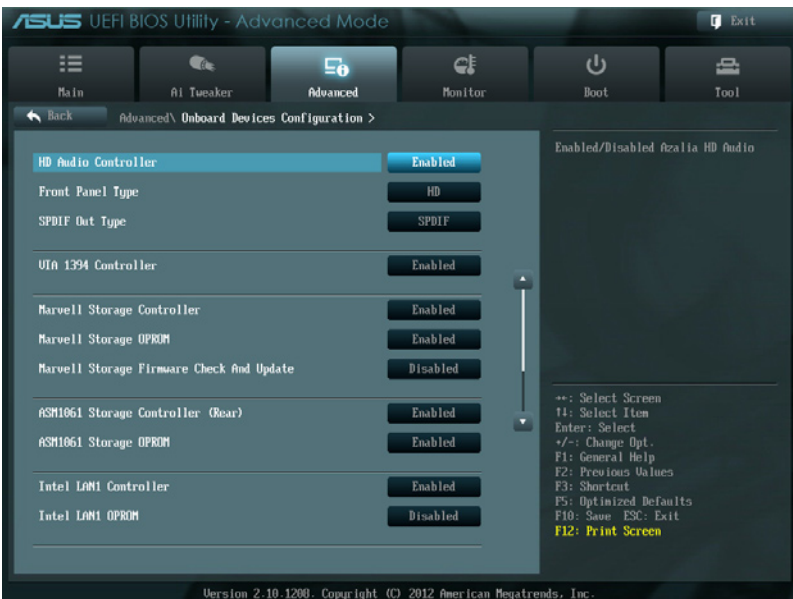 ASUS UEFI BIOS Utility - Advanced Mode
Exit
Main
Ai Tweaker
Advanced
Monitor
Boot
Tool
Back
Advanced\ Onboard Devices Configuration >
HD Audio Controller Enabled
Front Panel Type HD
SPDIF Out Type SPDIF
VIA 1394 Controller Enabled
Marvell Storage Controller Enabled
Marvell Storage OPROM Enabled
Marvell Storage Firmware Check And Update Disabled
ASM1061 Storage Controller (Rear) Enabled
ASM1061 Storage OPROM Enabled
Intel LAN1 Controller Enabled
Intel LAN1 OPROM Disabled
Enabled/Disabled Azalia HD Audio
→←: Select Screen
↑↓: Select Item
Enter: Select
+/-: Change Opt.
F1: General Help
F2: Previous Values
F3: Shortcut
F5: Optimized Defaults
F10: Save ESC: Exit
F12: Print Screen
Version 2.10.1208. Copyright (C) 2012 American Megatrends, Inc.